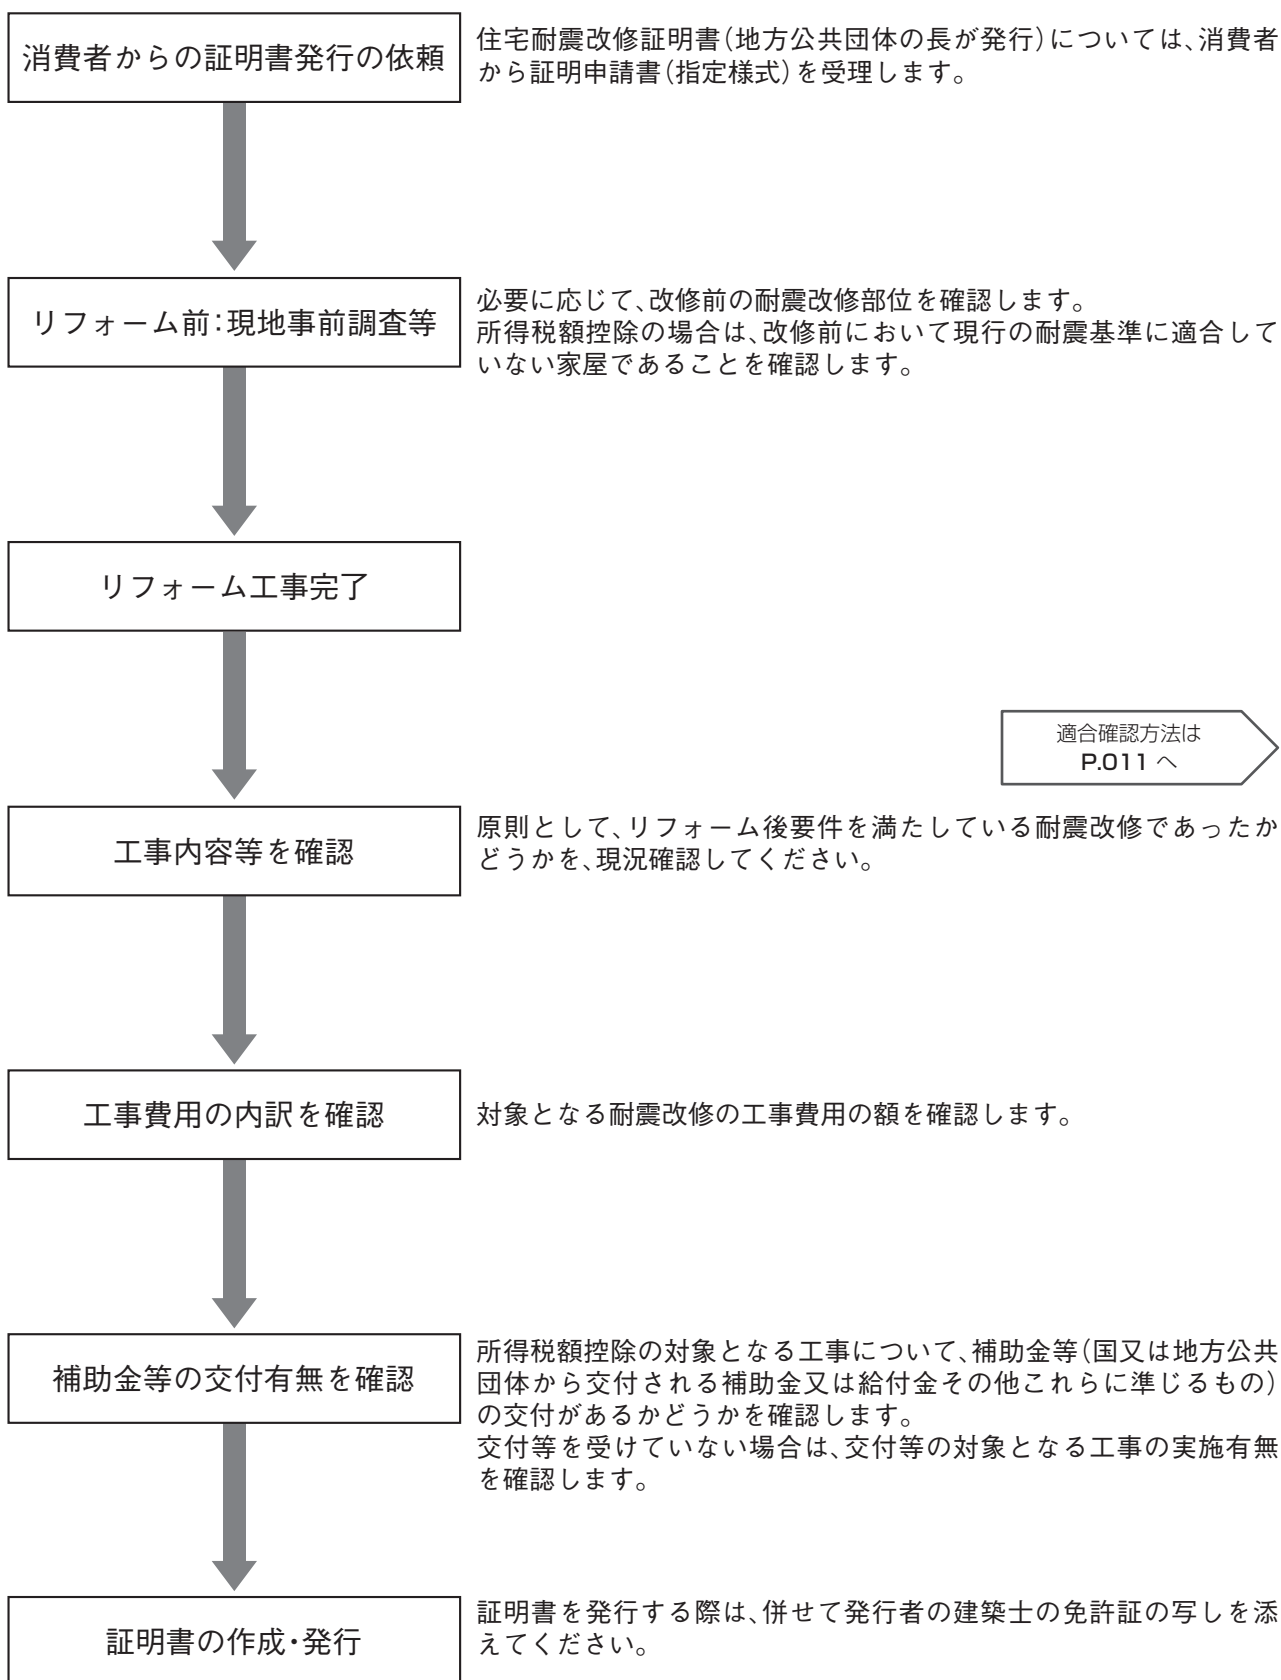 消費者からの証明書発行の依頼
住宅耐震改修証明書(地方公共団体の長が発行)については、消費者
から証明申請書(指定様式)を受理します。
リフォーム前:現地事前調査等
必要に応じて、改修前の耐震改修部位を確認します。
所得税額控除の場合は、改修前において現行の耐震基準に適合して
いない家屋であることを確認します。
リフォーム工事完了
適合確認方法は
P.011 へ
工事内容等を確認
原則として、リフォーム後要件を満たしている耐震改修であったか
どうかを、現況確認してください。
工事費用の内訳を確認
対象となる耐震改修の工事費用の額を確認します。
補助金等の交付有無を確認
所得税額控除の対象となる工事について、補助金等(国又は地方公共
団体から交付される補助金又は給付金その他これらに準じるもの)
の交付があるかどうかを確認します。
交付等を受けていない場合は、交付等の対象となる工事の実施有無
を確認します。
証明書の作成・発行
証明書を発行する際は、併せて発行者の建築士の免許証の写しを添
えてください。